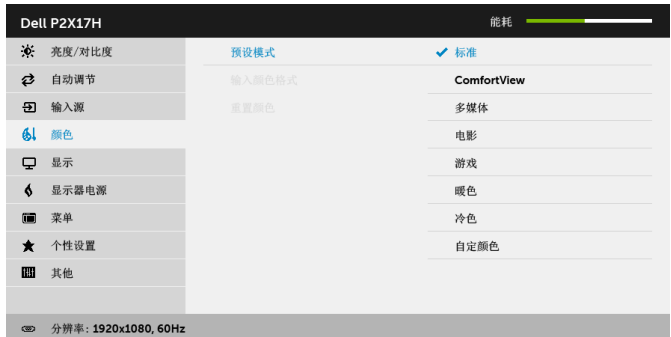 Dell P2X17H 能耗
亮度/对比度 预设模式 标准
自动调节 输入颜色格式 ComfortView
输入源 重置颜色 多媒体
颜色 电影
显示 游戏
显示器电源 暖色
菜单 冷色
个性设置 自定颜色
其他
分辨率: 1920x1080, 60Hz